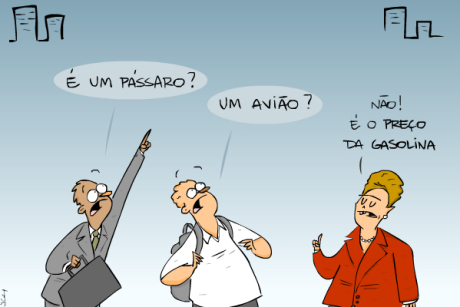 É UM PÁSSARO?
UM AVIÃO?
NÃO!
É O PREÇO
DA GASOLINA